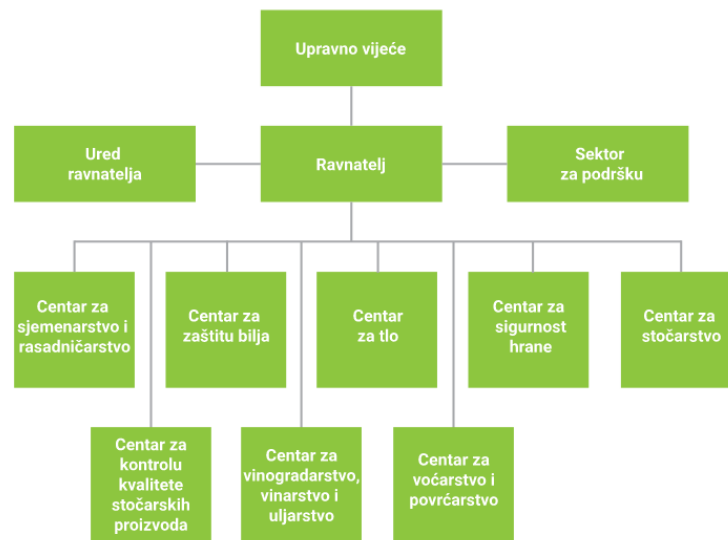 Upravno vijeće
Ured
ravnatelja
Ravnatelj
Sektor
za podršku
Centar za
sjemenarstvo i
rasadničarstvo
Centar za
zaštitu bilja
Centar
za tlo
Centar za
sigurnost
hrane
Centar za
stočarstvo
Centar za
kontrolu
kvalitete
stočarskih
proizvoda
Centar za
vinogradarstvo,
vinarstvo i
uljarstvo
Centar za
voćarstvo i
povrćarstvo